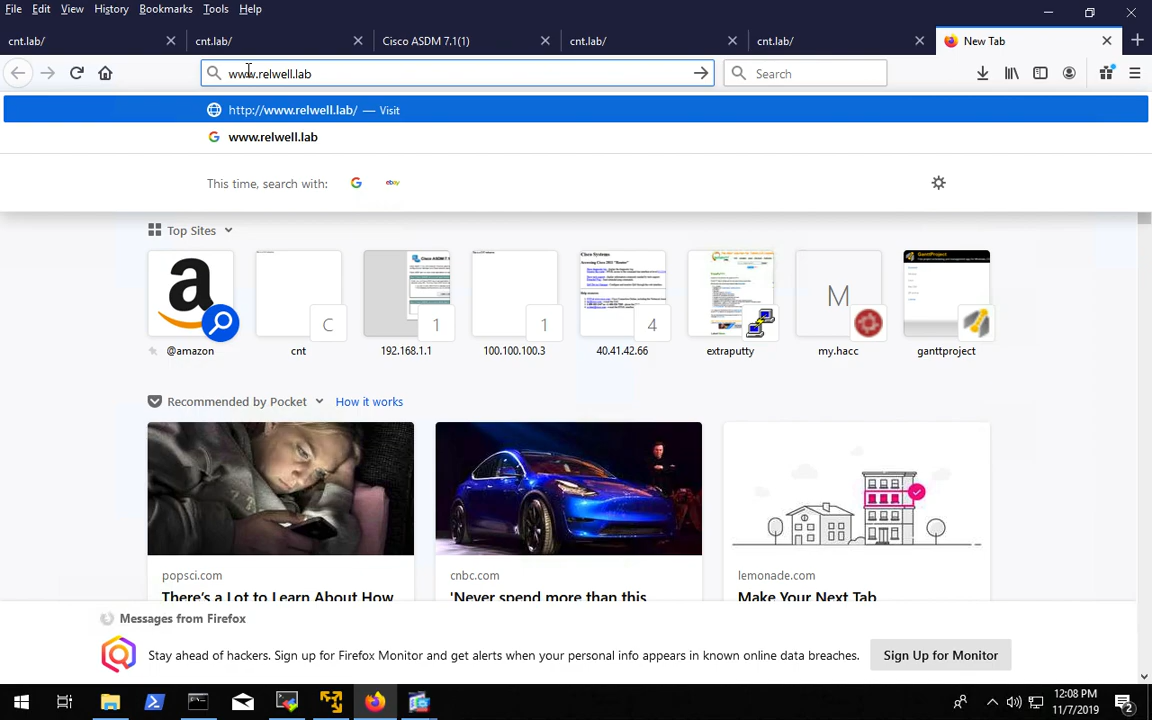 File Edit View History Bookmarks Tools Help
cnt.lab/ cnt.lab/ Cisco ASDM 7.1(1) cnt.lab/ cnt.lab/ New Tab
www.relwell.lab Search
http://www.relwell.lab/ — Visit
www.relwell.lab
This time, search with:
Top Sites
C 1 1 4 M GanttProject
@amazon cnt 192.168.1.1 100.100.100.3 40.41.42.66 extraputty my.hacc ganttproject
Recommended by Pocket How it works
popsci.com cnbc.com lemonade.com
There's a Lot to Learn About How 'Never spend more than this Make Your Next Tab
Messages from Firefox
Stay ahead of hackers. Sign up for Firefox Monitor and get alerts when your personal info appears in known online data breaches. Sign Up for Monitor
12:08 PM
11/7/2019
2